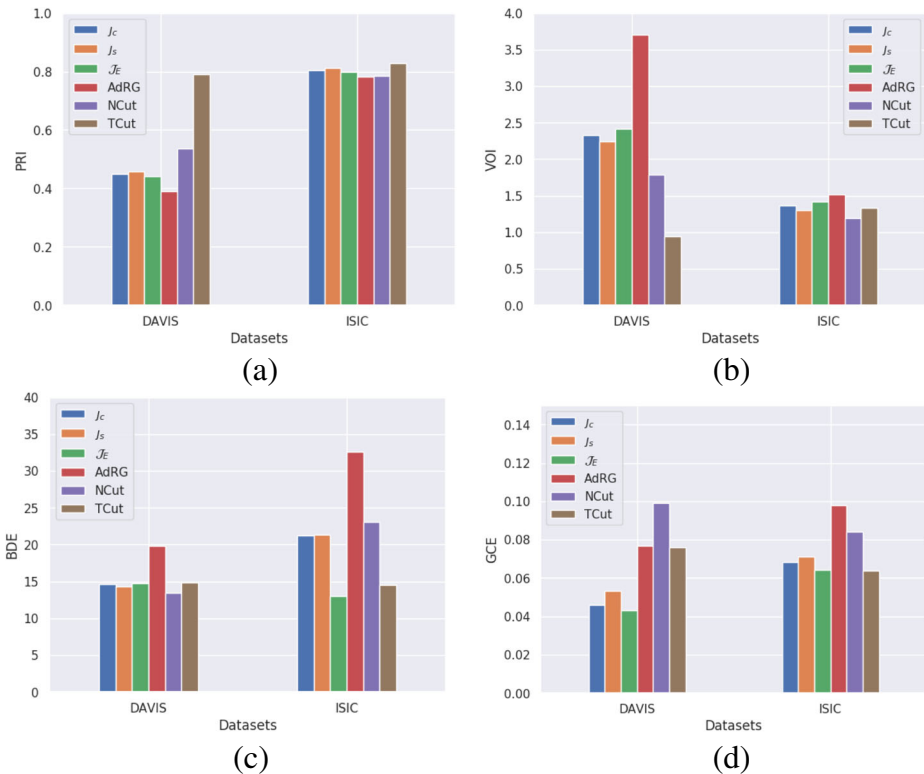 1.0
0.8
0.6
0.4
0.2
0.0
PRI
J_c
J_s
𝒥_E
AdRG
NCut
TCut
DAVIS
ISIC
Datasets
(a)
4.0
3.5
3.0
2.5
2.0
1.5
1.0
0.5
0.0
VOI
J_c
J_s
𝒥_E
AdRG
NCut
TCut
DAVIS
ISIC
Datasets
(b)
40
35
30
25
20
15
10
5
0
BDE
J_c
J_s
𝒥_E
AdRG
NCut
TCut
DAVIS
ISIC
Datasets
(c)
0.14
0.12
0.10
0.08
0.06
0.04
0.02
0.00
GCE
J_c
J_s
𝒥_E
AdRG
NCut
TCut
DAVIS
ISIC
Datasets
(d)